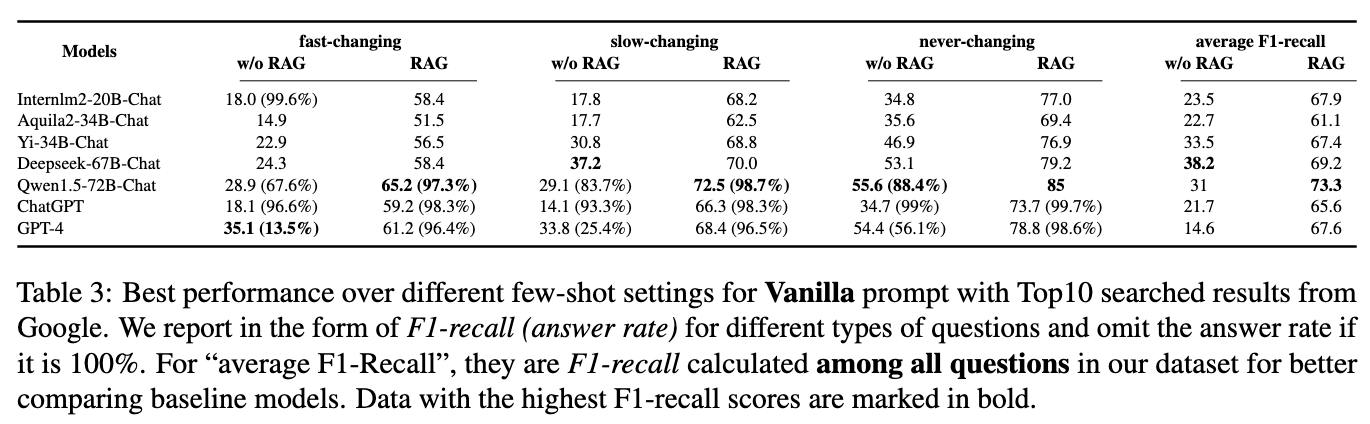 Models fast-changing slow-changing never-changing average F1-recall
w/o RAG RAG w/o RAG RAG w/o RAG RAG w/o RAG RAG
Internlm2-20B-Chat 18.0 (99.6%) 58.4 17.8 68.2 34.8 77.0 23.5 67.9
Aquila2-34B-Chat 14.9 51.5 17.7 62.5 35.6 69.4 22.7 61.1
Yi-34B-Chat 22.9 56.5 30.8 68.8 46.9 76.9 33.5 67.4
Deepseek-67B-Chat 24.3 58.4 37.2 70.0 53.1 79.2 38.2 69.2
Qwen1.5-72B-Chat 28.9 (67.6%) 65.2 (97.3%) 29.1 (83.7%) 72.5 (98.7%) 55.6 (88.4%) 85 31 73.3
ChatGPT 18.1 (96.6%) 59.2 (98.3%) 14.1 (93.3%) 66.3 (98.3%) 34.7 (99%) 73.7 (99.7%) 21.7 65.6
GPT-4 35.1 (13.5%) 61.2 (96.4%) 33.8 (25.4%) 68.4 (96.5%) 54.4 (56.1%) 78.8 (98.6%) 14.6 67.6
Table 3: Best performance over different few-shot settings for Vanilla prompt with Top10 searched results from
Google. We report in the form of F1-recall (answer rate) for different types of questions and omit the answer rate if
it is 100%. For “average F1-Recall”, they are F1-recall calculated among all questions in our dataset for better
comparing baseline models. Data with the highest F1-recall scores are marked in bold.